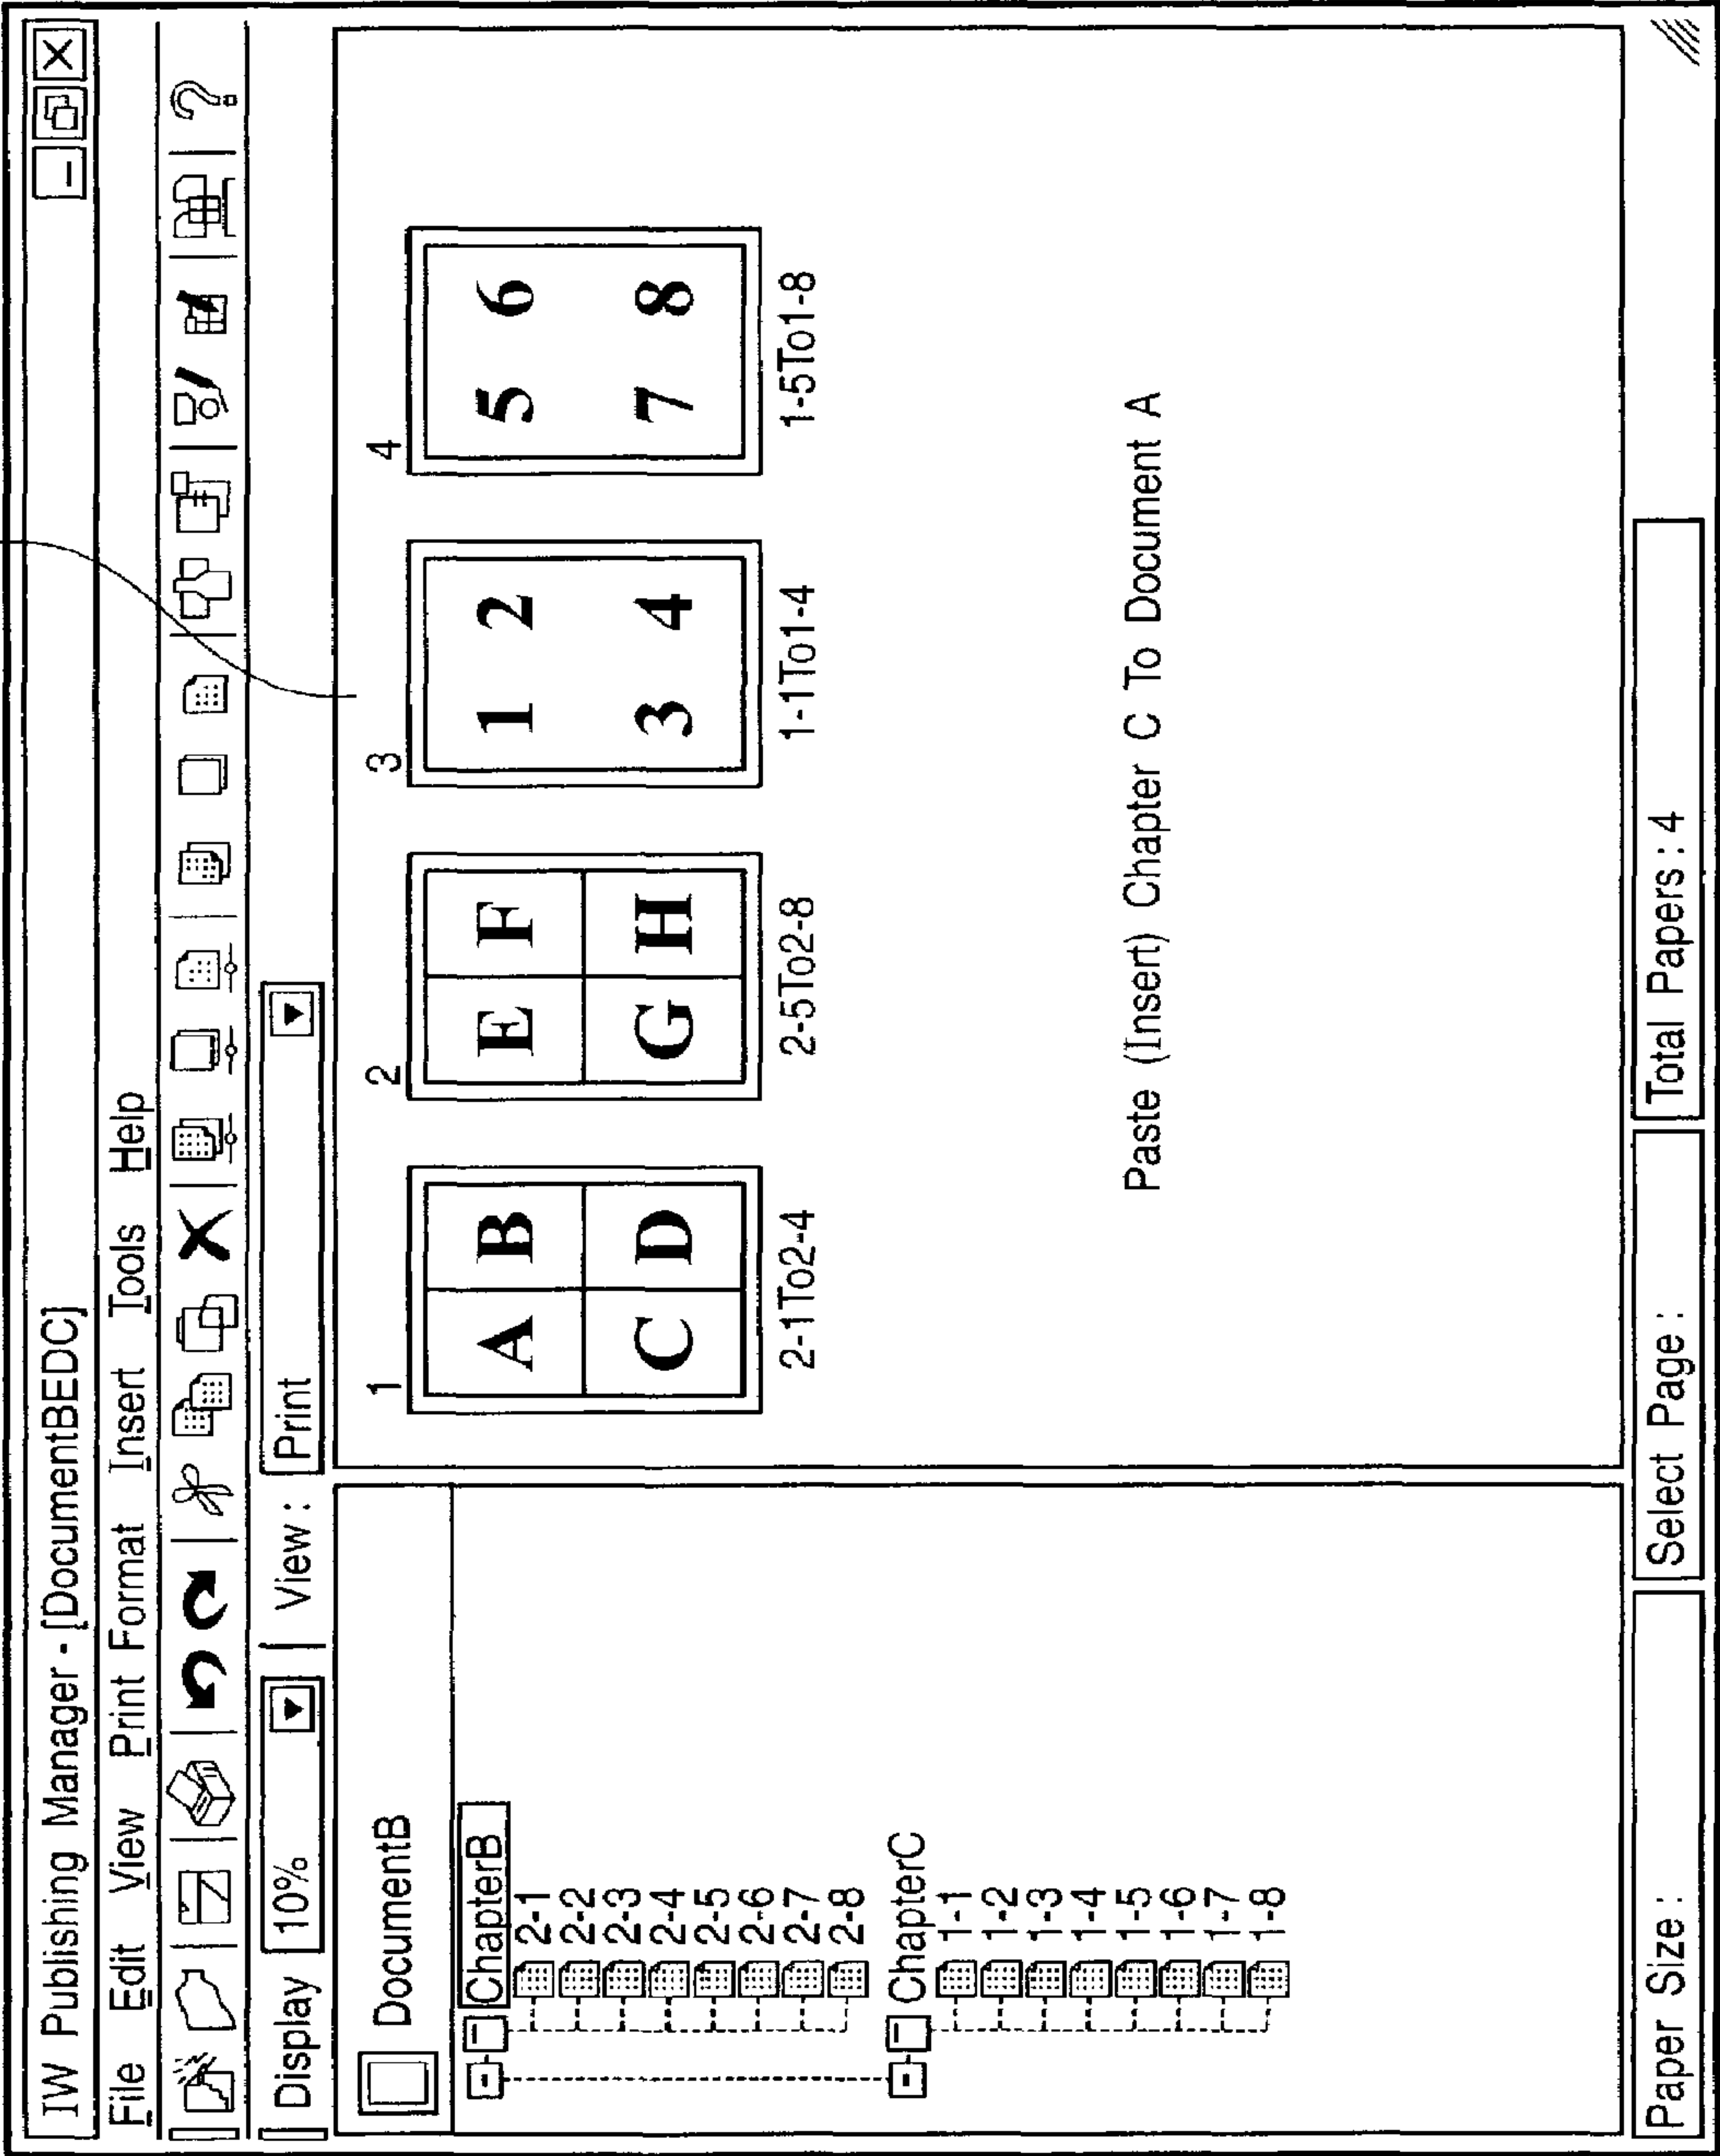 IW Publishing Manager - [DocumentBEDC]
File Edit View Print Format Insert Tools Help
?
Display 10% View : Print
DocumentB
ChapterB
2-1
2-2
2-3
2-4
2-5
2-6
2-7
2-8
ChapterC
1-1
1-2
1-3
1-4
1-5
1-6
1-7
1-8
1 2 3 4
A B E F 1 2 5 6
C D G H 3 4 7 8
2-1To2-4 2-5To2-8 1-1To1-4 1-5To1-8
Paste (Insert) Chapter C To Document A
Paper Size : Select Page : Total Papers : 4